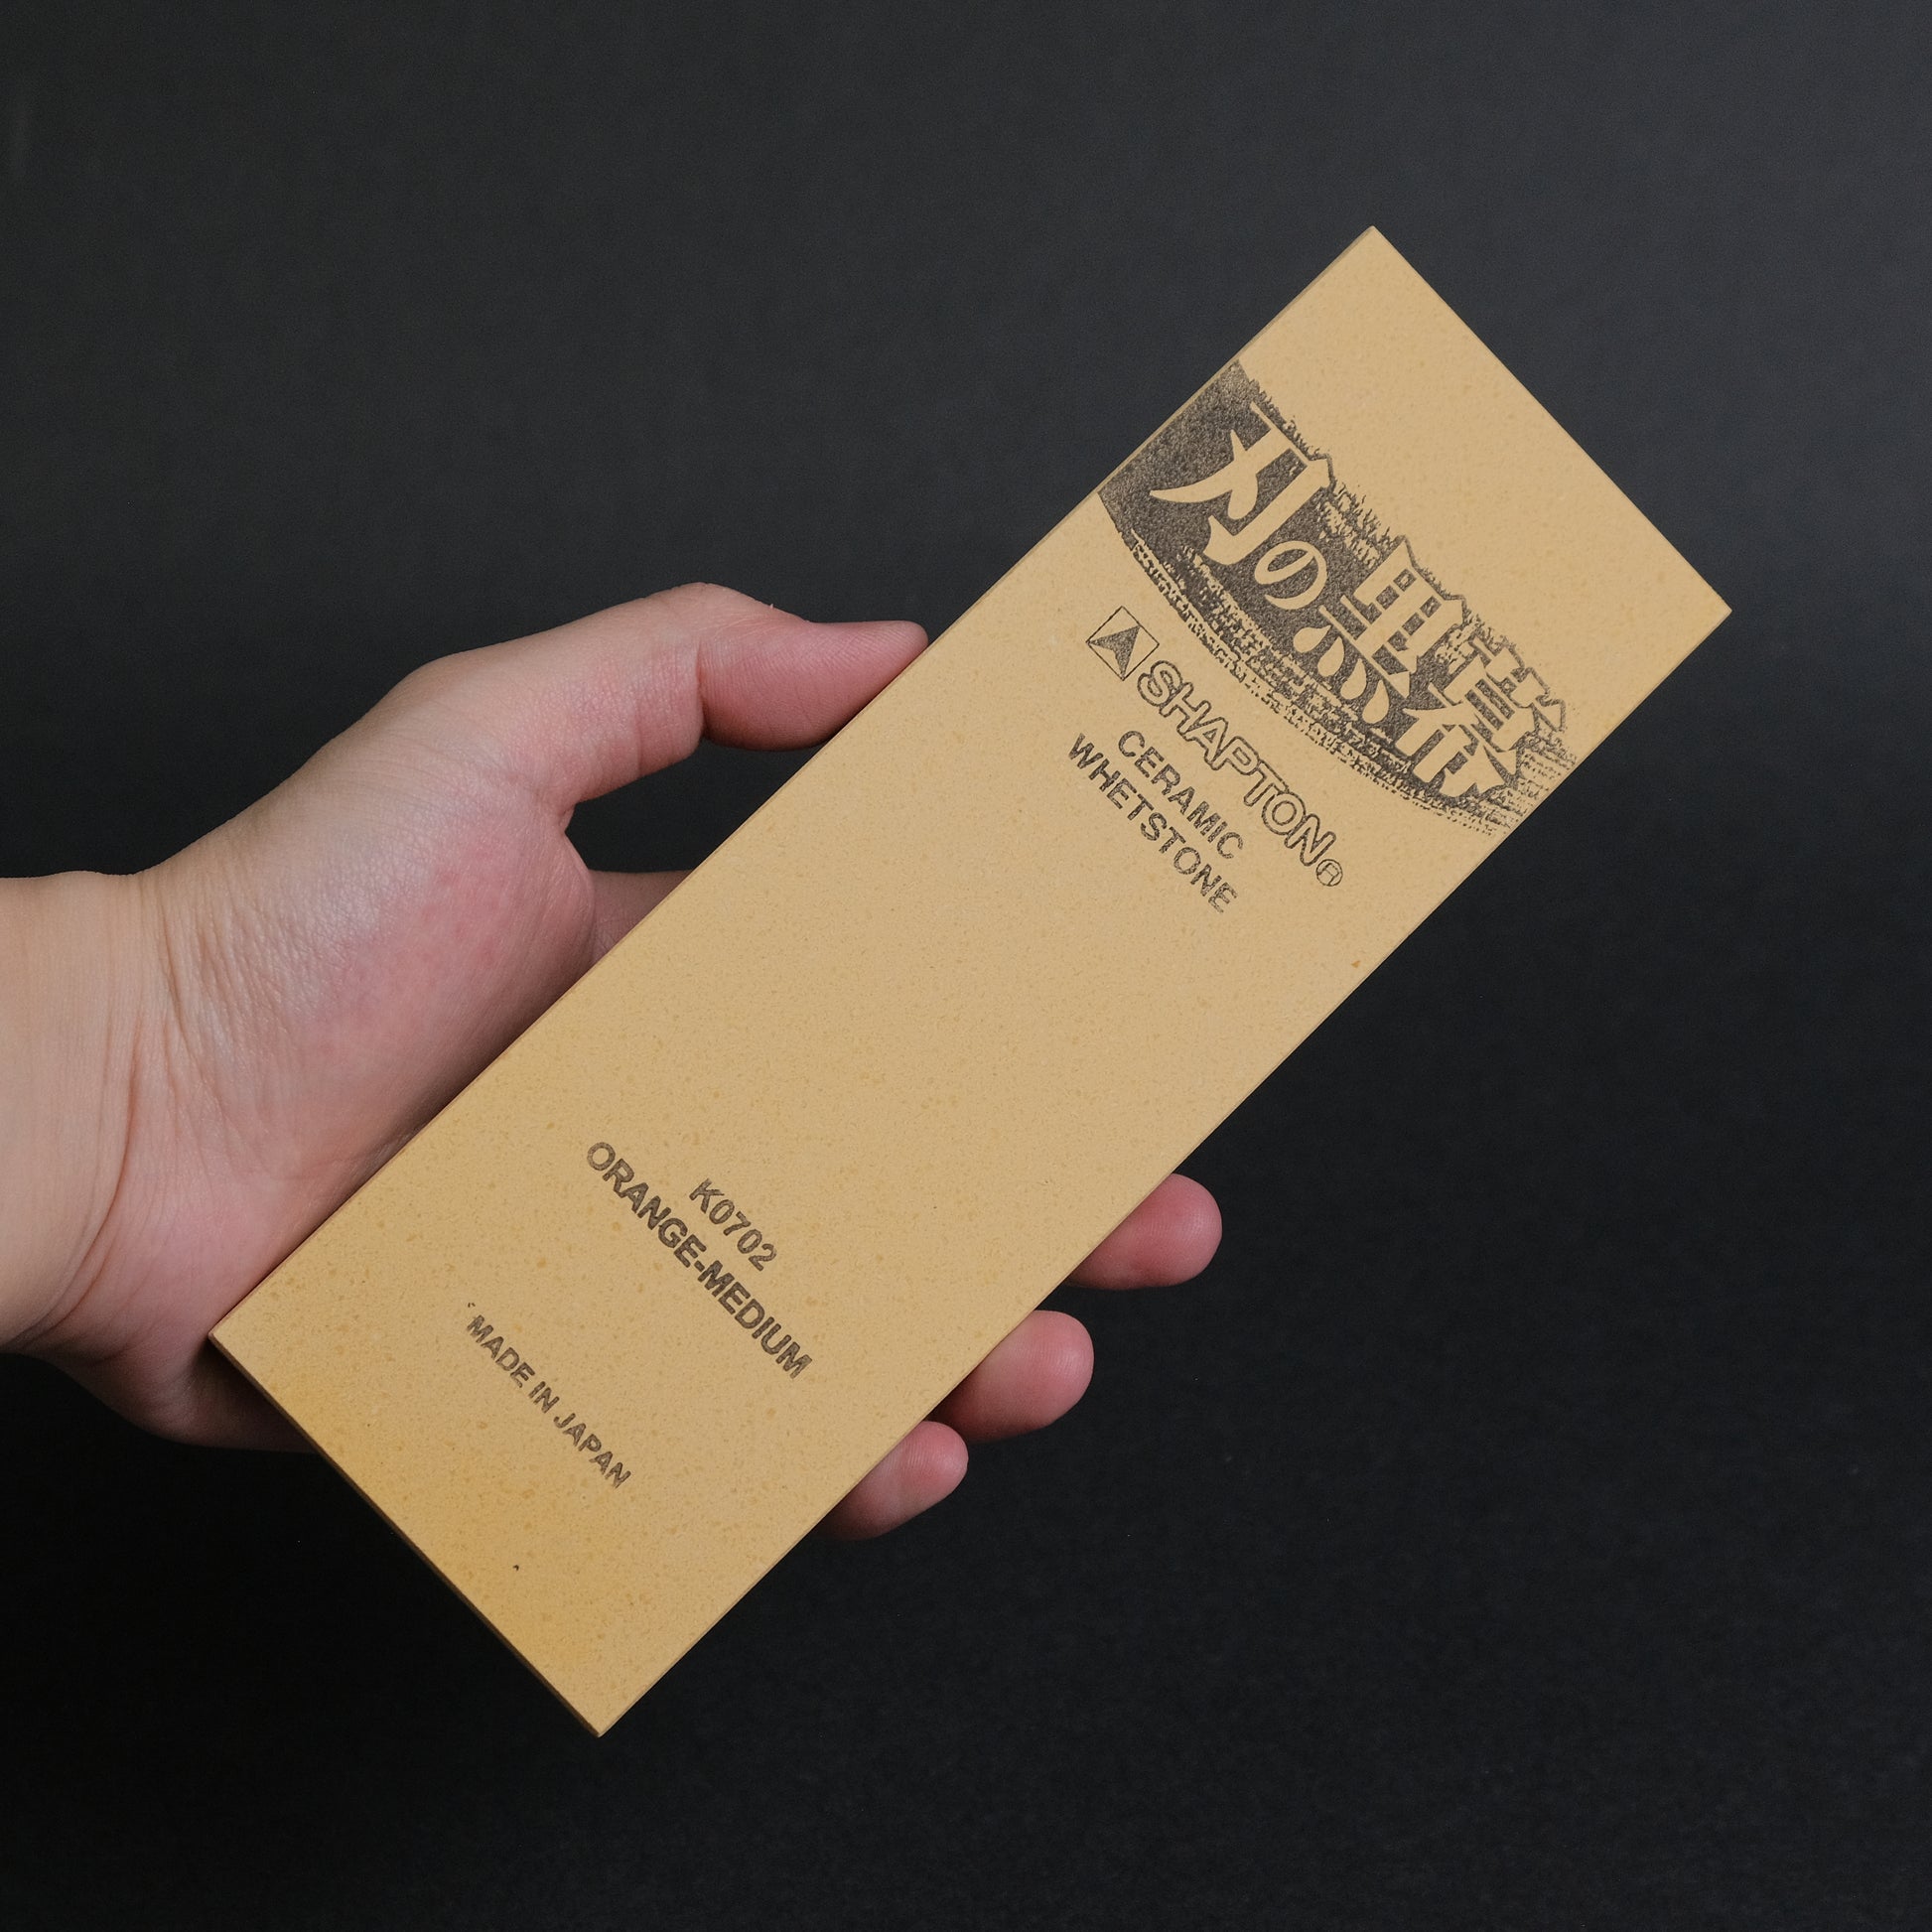 刃の黒幕
SHAPTON®
CERAMIC
WHETSTONE
K0702
ORANGE-MEDIUM
MADE IN JAPAN